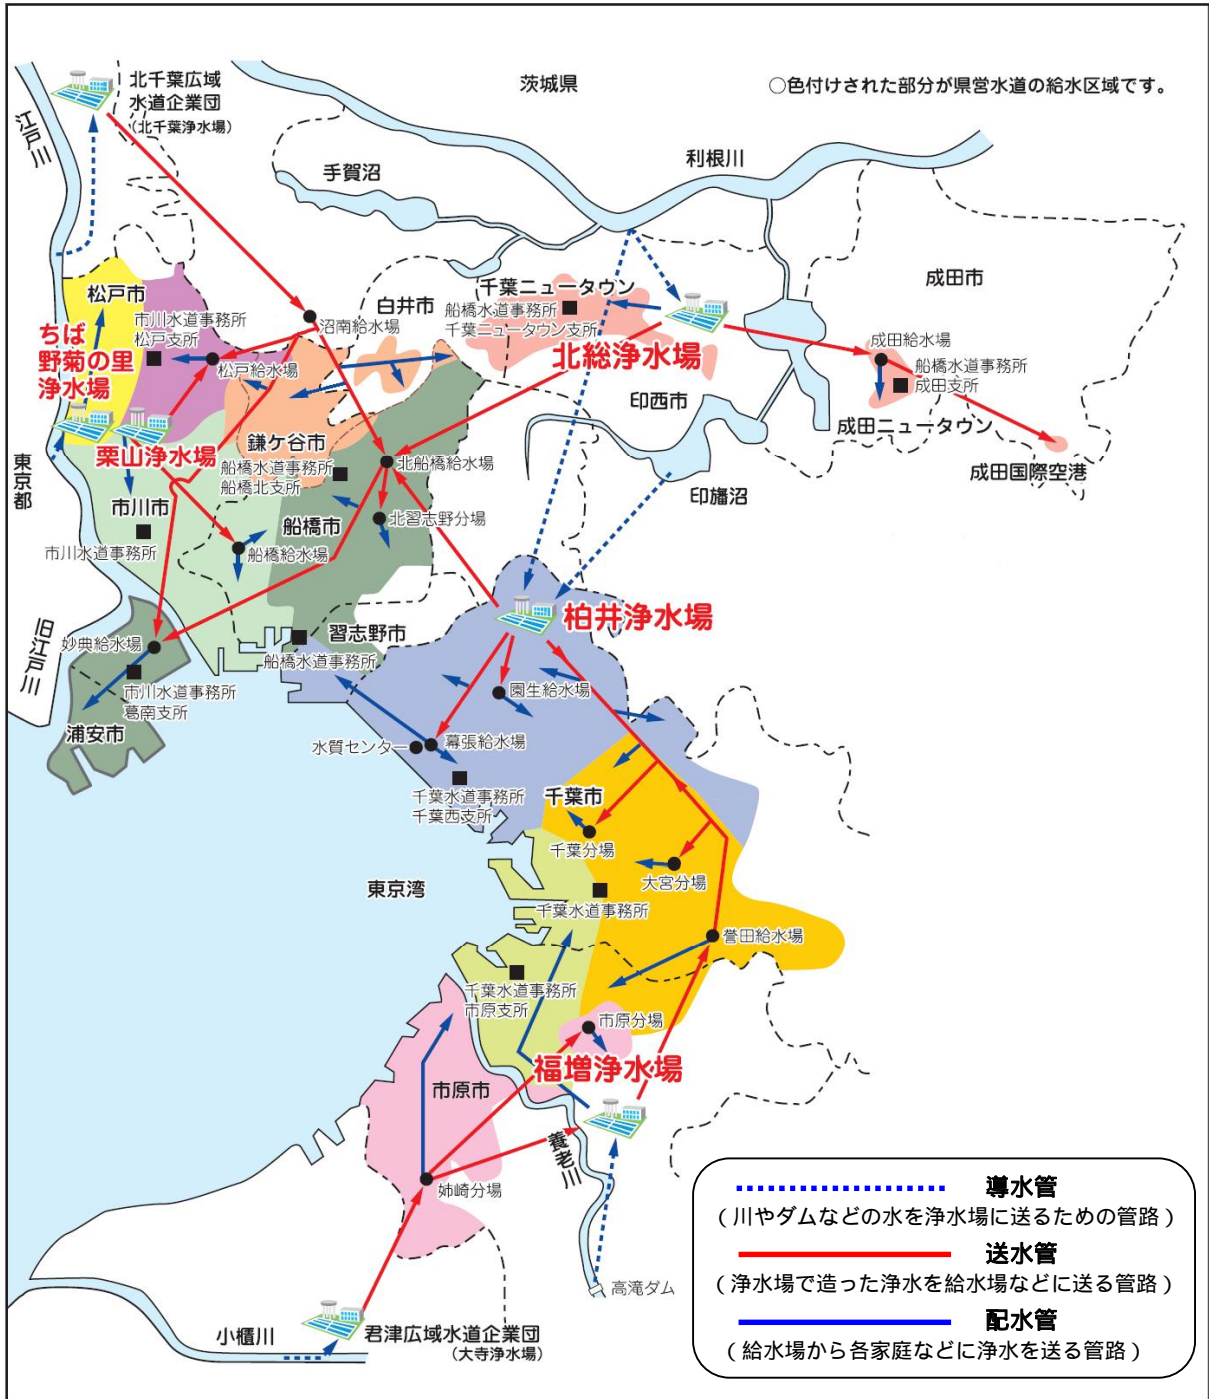 北千葉広域
水道企業団
（北千葉浄水場）
茨城県
○色付けされた部分が県営水道の給水区域です。
江戸川
手賀沼
利根川
成田市
松戸市
市川水道事務所
松戸支所
ちば
野菊の里
浄水場
松戸給水場
沼南給水場
白井市
千葉ニュータウン
船橋水道事務所
千葉ニュータウン支所
北総浄水場
成田給水場
船橋水道事務所
成田支所
成田ニュータウン
成田国際空港
印西市
印旛沼
栗山浄水場
鎌ケ谷市
船橋水道事務所
船橋北支所
北船橋給水場
東京都
市川市
市川水道事務所
船橋市
船橋給水場
北習志野分場
旧江戸川
妙典給水場
市川水道事務所
葛南支所
浦安市
習志野市
船橋水道事務所
柏井浄水場
園生給水場
水質センター
幕張給水場
千葉水道事務所
千葉西支所
千葉市
千葉分場
大宮分場
東京湾
千葉水道事務所
誉田給水場
千葉水道事務所
市原支所
市原分場
福増浄水場
市原市
養老川
姉崎分場
高滝ダム
小櫃川
君津広域水道企業団
（大寺浄水場）
導水管
（川やダムなどの水を浄水場に送るための管路）
送水管
（浄水場で造った浄水を給水場などに送る管路）
配水管
（給水場から各家庭などに浄水を送る管路）